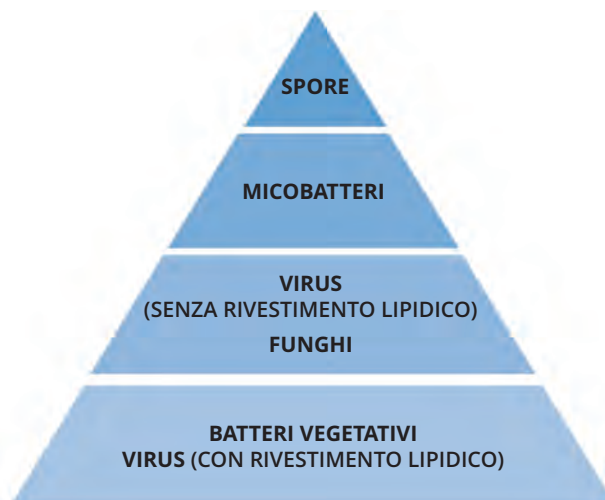 SPORE
MICOBATTERI
VIRUS
(SENZA RIVESTIMENTO LIPIDICO)
FUNGHI
BATTERI VEGETATIVI
VIRUS (CON RIVESTIMENTO LIPIDICO)